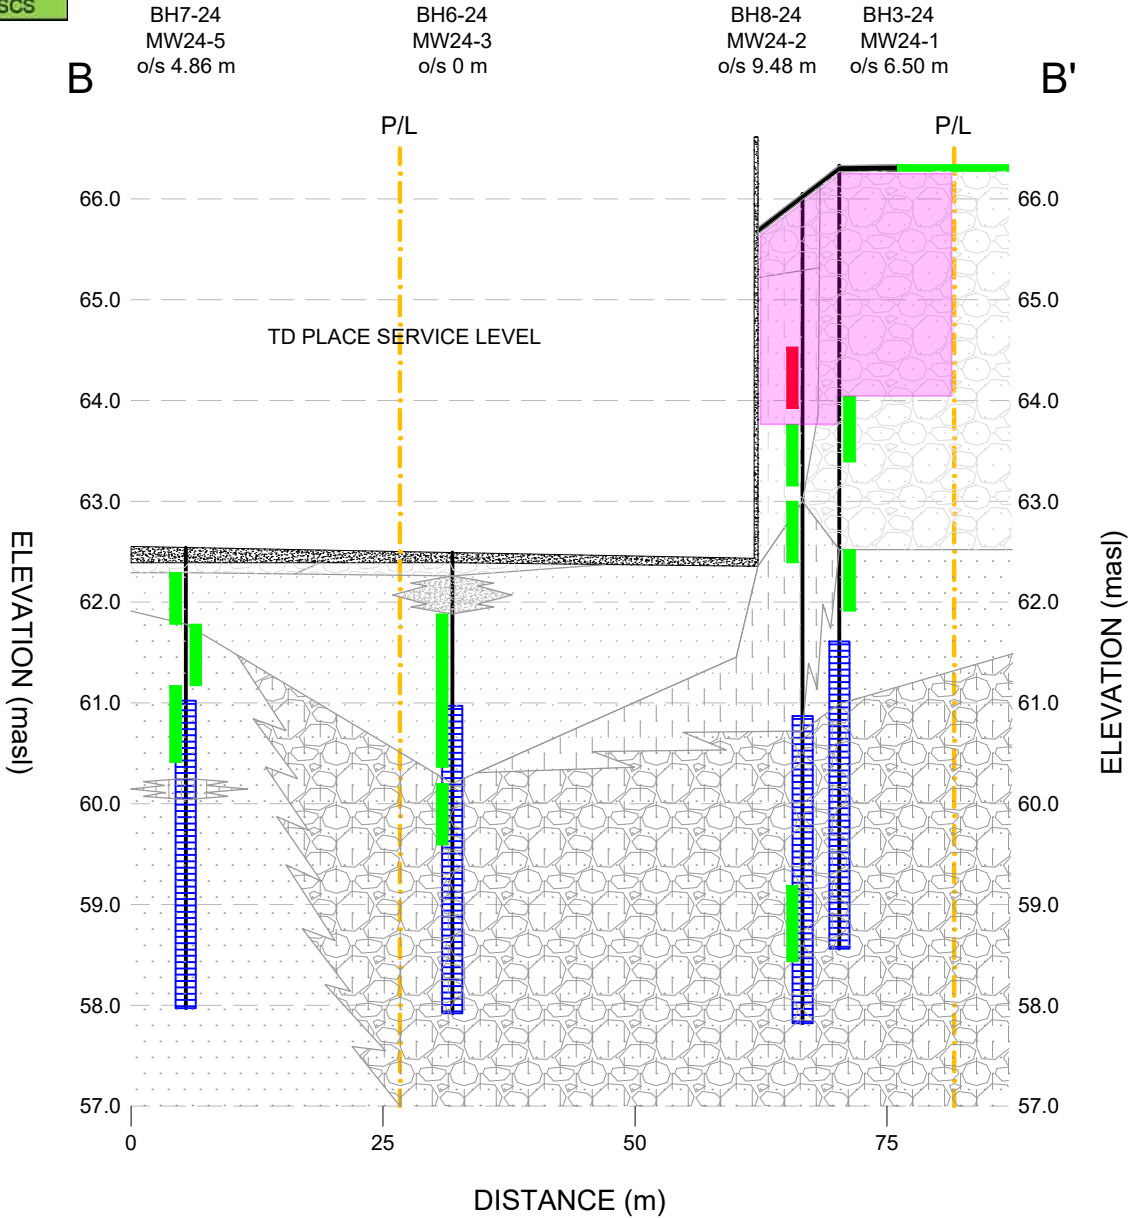 SCS
BH7-24
MW24-5
o/s 4.86 m
BH6-24
MW24-3
o/s 0 m
BH8-24
MW24-2
o/s 9.48 m
BH3-24
MW24-1
o/s 6.50 m
B
B'
P/L
P/L
66.0
66.0
65.0
65.0
TD PLACE SERVICE LEVEL
64.0
64.0
63.0
63.0
62.0
62.0
61.0
61.0
60.0
60.0
59.0
59.0
58.0
58.0
57.0
57.0
ELEVATION (masl)
ELEVATION (masl)
0
25
50
75
DISTANCE (m)